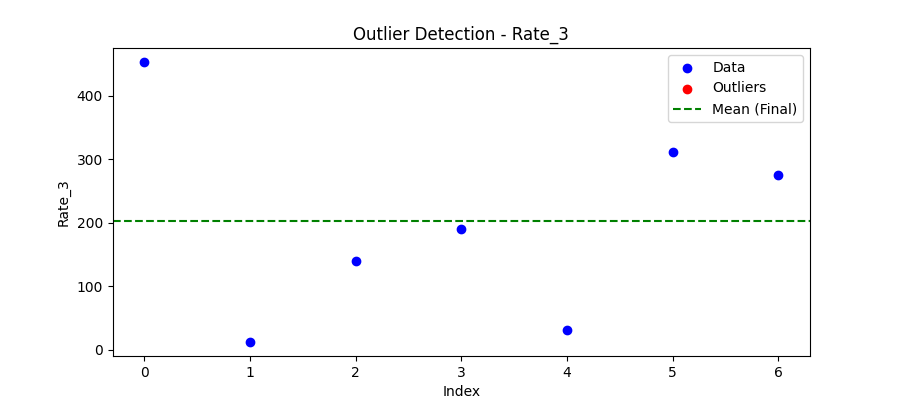 Outlier Detection - Rate_3
Data
Outliers
Mean (Final)
400
300
200
100
0
Rate_3
0 1 2 3 4 5 6
Index